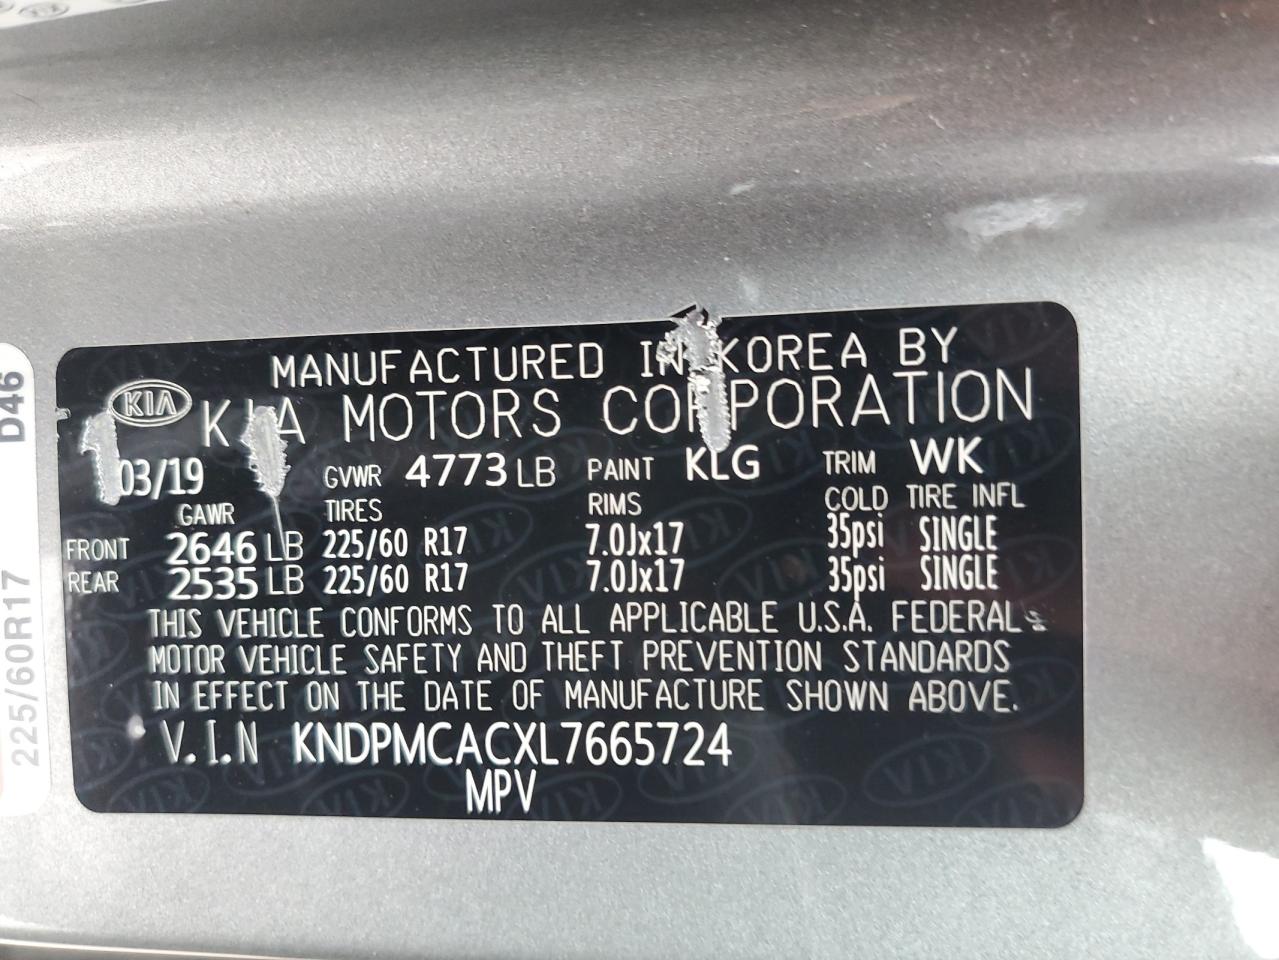 MANUFACTURED IN KOREA BY
KIA
KIA MOTORS CORPORATION
03/19 GVWR 4773 LB PAINT KLG TRIM WK
GAWR TIRES RIMS COLD TIRE INFL
FRONT 2646 LB 225/60 R17 7.0Jx17 35psi SINGLE
REAR 2535 LB 225/60 R17 7.0Jx17 35psi SINGLE
THIS VEHICLE CONFORMS TO ALL APPLICABLE U.S.A. FEDERAL
MOTOR VEHICLE SAFETY AND THEFT PREVENTION STANDARDS
IN EFFECT ON THE DATE OF MANUFACTURE SHOWN ABOVE.
V.I.N KNDPMCACXL7665724
MPV
D46
225/60R17